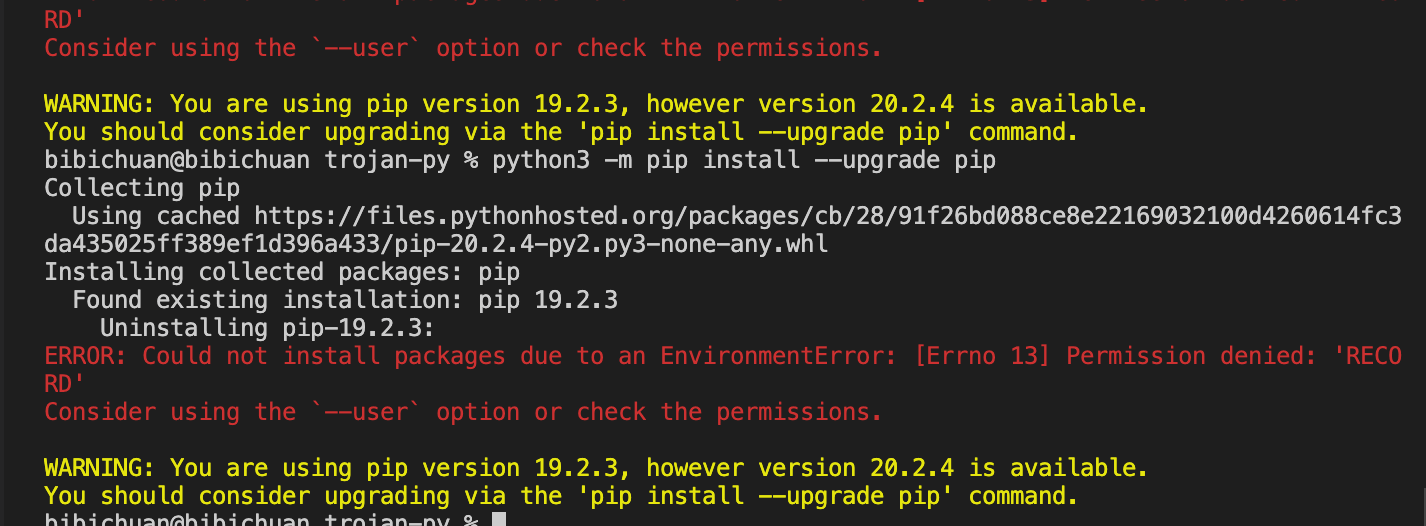 RD'
Consider using the `--user` option or check the permissions.
WARNING: You are using pip version 19.2.3, however version 20.2.4 is available.
You should consider upgrading via the 'pip install --upgrade pip' command.
bibichuan@bibichuan trojan-py % python3 -m pip install --upgrade pip
Collecting pip
  Using cached https://files.pythonhosted.org/packages/cb/28/91f26bd088ce8e22169032100d4260614fc3
da435025ff389ef1d396a433/pip-20.2.4-py2.py3-none-any.whl
Installing collected packages: pip
  Found existing installation: pip 19.2.3
    Uninstalling pip-19.2.3:
ERROR: Could not install packages due to an EnvironmentError: [Errno 13] Permission denied: 'RECO
RD'
Consider using the `--user` option or check the permissions.
WARNING: You are using pip version 19.2.3, however version 20.2.4 is available.
You should consider upgrading via the 'pip install --upgrade pip' command.
bibichuan@bibichuan trojan-py %